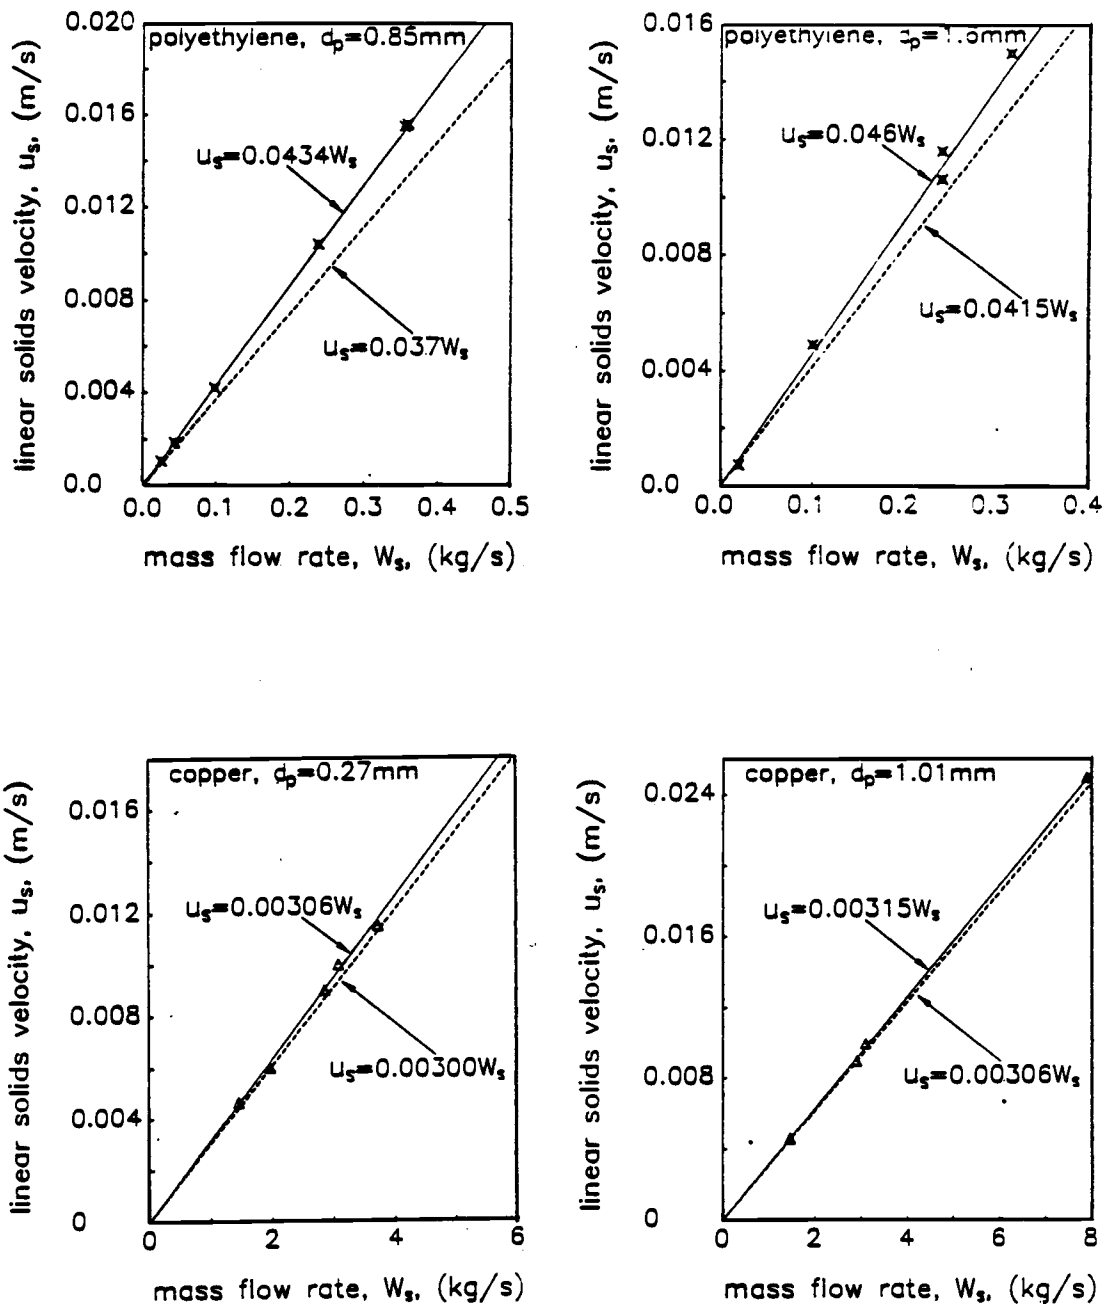 polyethylene, dp=0.85mm
linear solids velocity, us, (m/s)
0.020
0.016
0.012
0.008
0.004
0.0
us=0.0434Ws
us=0.037Ws
0.0 0.1 0.2 0.3 0.4 0.5
mass flow rate, Ws, (kg/s)
polyethylene,
linear solids velocity, us, (m/s)
0.016
0.012
0.008
0.004
0.0
us=0.046Ws
us=0.0415Ws
0.0 0.1 0.2 0.3 0.4
mass flow rate, Ws, (kg/s)
copper, dp=0.27mm
linear solids velocity, us, (m/s)
0.016
0.012
0.008
0.004
0
us=0.00306Ws
us=0.00300Ws
0 2 4 6
mass flow rate, Ws, (kg/s)
copper, dp=1.01mm
linear solids velocity, us, (m/s)
0.024
0.016
0.008
0
us=0.00315Ws
us=0.00306Ws
0 2 4 6 8
mass flow rate, Ws, (kg/s)